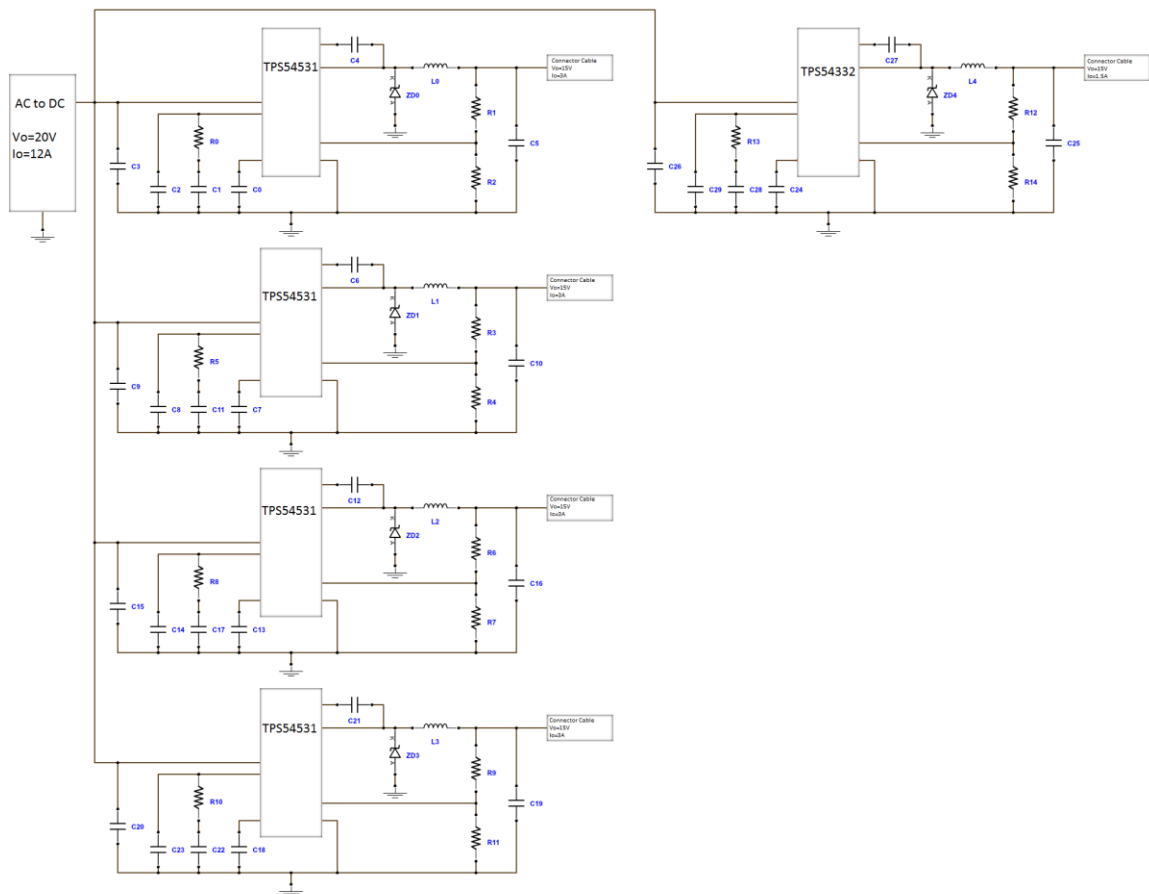 TPS54531
C4
L0
ZD0
R1
R2
C5
R0
C3
C2
C1
C0
Connector Cable
Vo=15V
Io=3A
AC to DC
Vo=20V
Io=12A
TPS54332
C27
L4
ZD4
R12
R14
C25
R13
C26
C29
C28
C24
Connector Cable
Vo=15V
Io=1.5A
TPS54531
C6
L1
ZD1
R3
R4
C10
R5
C9
C8
C11
C7
Connector Cable
Vo=15V
Io=3A
TPS54531
C12
L2
ZD2
R6
R7
C16
R8
C15
C14
C17
C13
Connector Cable
Vo=15V
Io=3A
TPS54531
C21
L3
ZD3
R9
R11
C19
R10
C20
C23
C22
C18
Connector Cable
Vo=15V
Io=3A